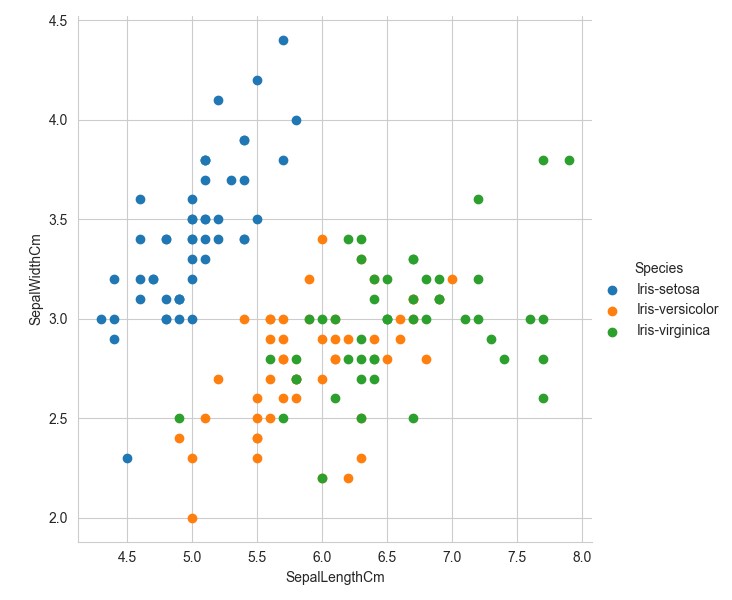 4.5
4.0
3.5
3.0
2.5
2.0
SepalWidthCm
4.5 5.0 5.5 6.0 6.5 7.0 7.5 8.0
SepalLengthCm
Species
Iris-setosa
Iris-versicolor
Iris-virginica